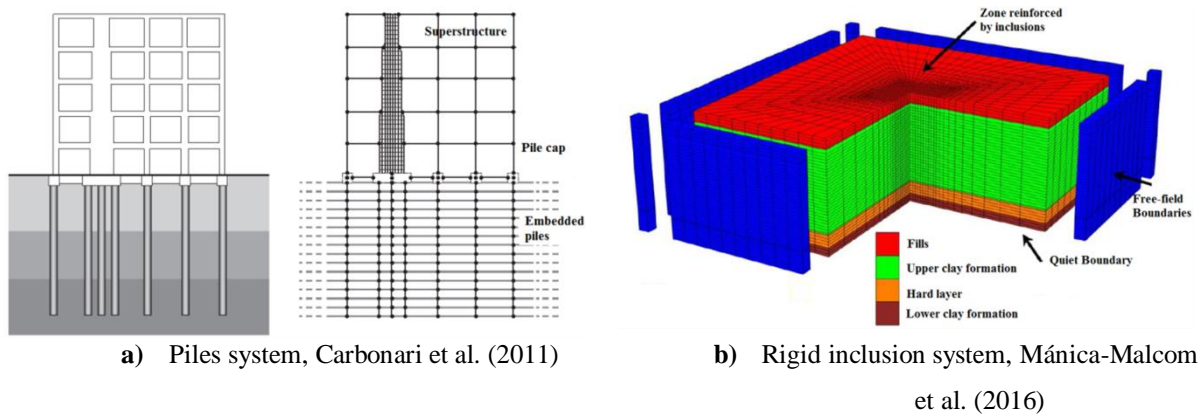 Superstructure
Pile cap
Embedded
piles
a) Piles system, Carbonari et al. (2011)
Zone reinforced
by inclusions
Free-field
Boundaries
Quiet Boundary
Fills
Upper clay formation
Hard layer
Lower clay formation
b) Rigid inclusion system, Mánica-Malcom
et al. (2016)